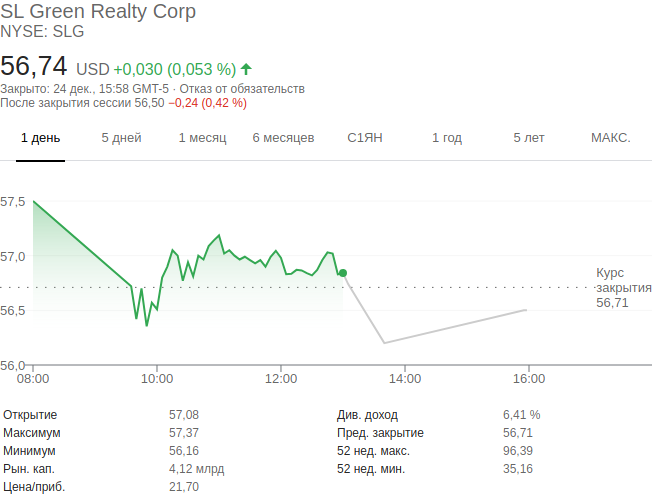 SL Green Realty Corp
NYSE: SLG
56,74 USD +0,030 (0,053 %)
Закрыто: 24 дек., 15:58 GMT-5 · Отказ от обязательств
После закрытия сессии 56,50 −0,24 (0,42 %)
1 день 5 дней 1 месяц 6 месяцев С1ЯН 1 год 5 лет МАКС.
57,5
57,0
56,5
56,0
Курс
закрытия
56,71
08:00 10:00 12:00 14:00 16:00
Открытие 57,08 Див. доход 6,41 %
Максимум 57,37 Пред. закрытие 56,71
Минимум 56,16 52 нед. макс. 96,39
Рын. кап. 4,12 млрд 52 нед. мин. 35,16
Цена/приб. 21,70